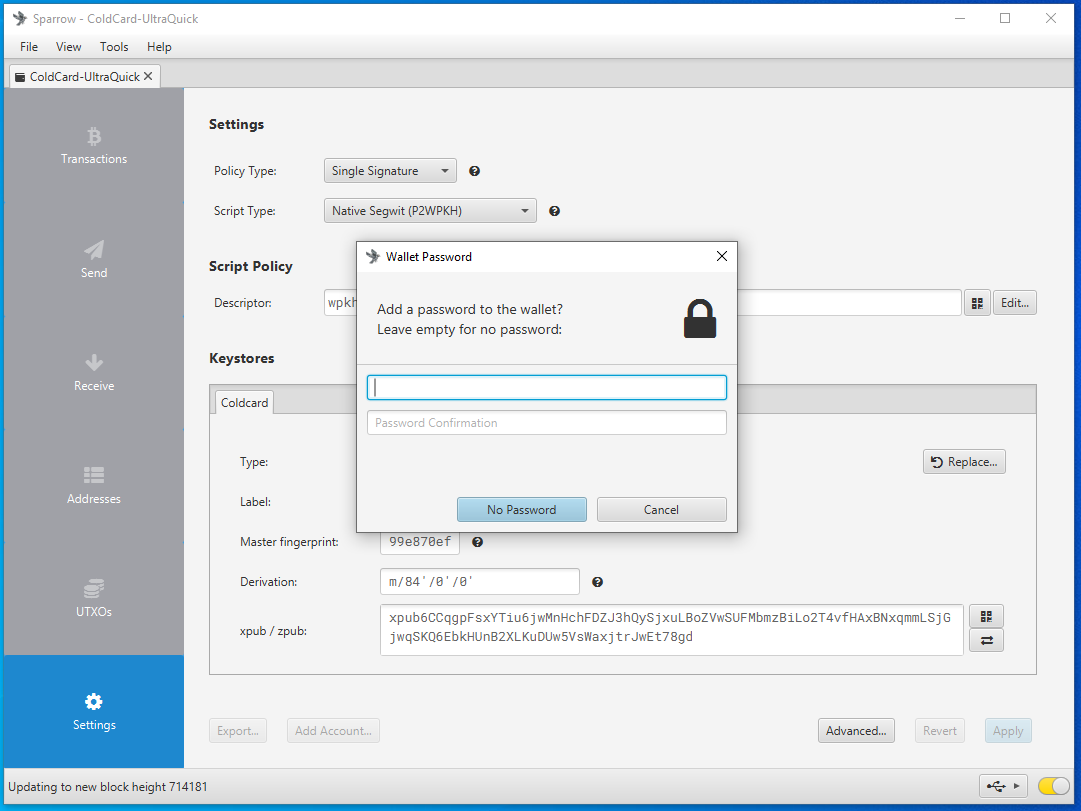 Sparrow - ColdCard-UltraQuick
File View Tools Help
ColdCard-UltraQuick
Transactions
Send
Receive
Addresses
UTXOs
Settings
Settings
Policy Type: Single Signature
Script Type: Native Segwit (P2WPKH)
Script Policy
Descriptor: wpkh Edit...
Keystores
Coldcard
Type: Replace...
Label:
Master fingerprint: 99e870ef
Derivation: m/84'/0'/0'
xpub / zpub:
xpub6CCqgpFsxYTiu6jwMnHchFDZJ3hQySjxuLBoZVwSUFMbmzBiLo2T4vfHAxBNxqmmLSjG
jwqSKQ6EbkHUnB2XLKuDUw5VsWaxjtrJwEt78gd
Export... Add Account... Advanced... Revert Apply
Wallet Password
Add a password to the wallet?
Leave empty for no password:
Password Confirmation
No Password Cancel
Updating to new block height 714181